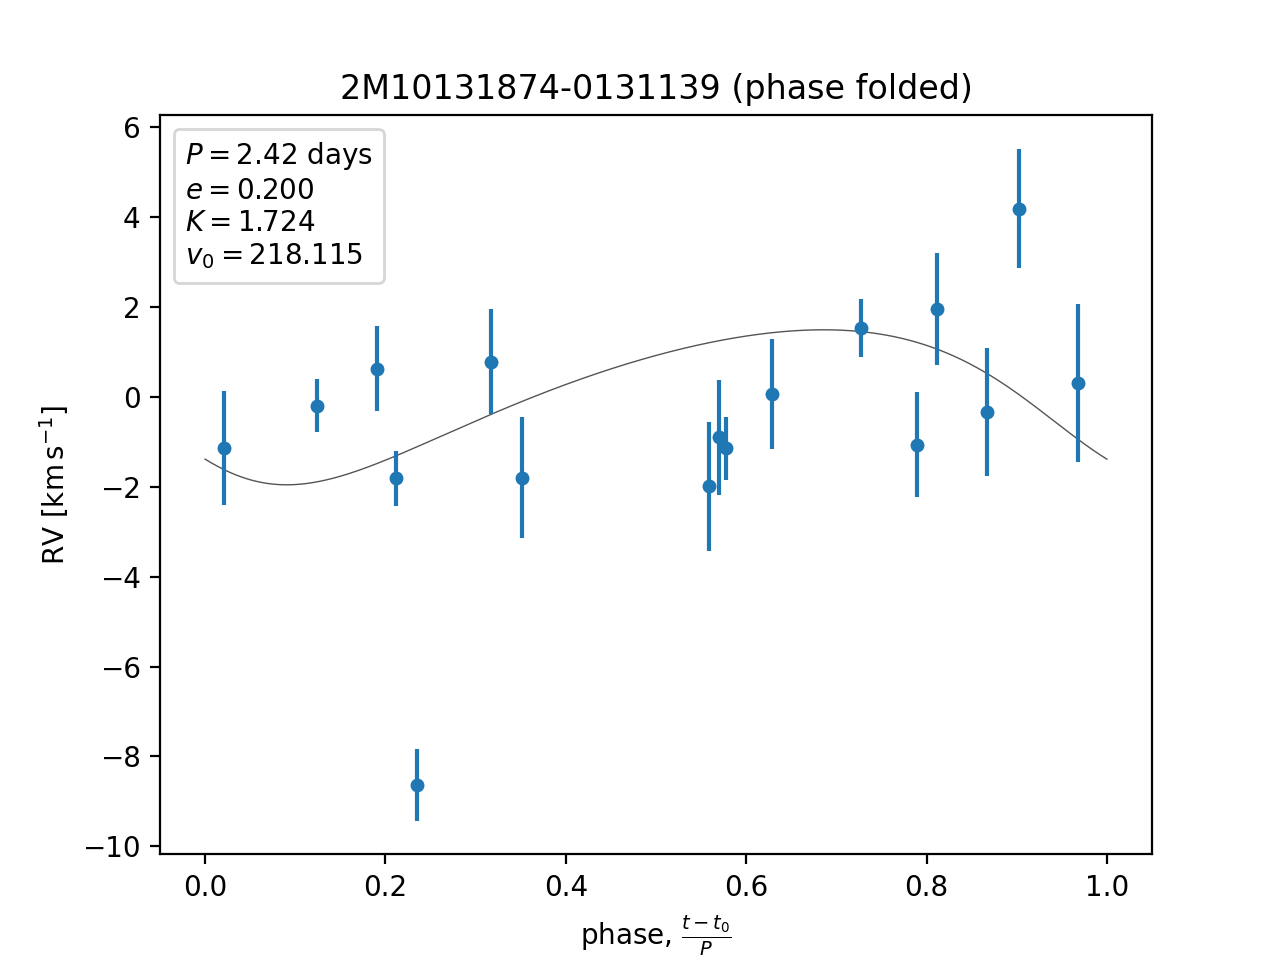 2M10131874-0131139 (phase folded)
P = 2.42 days
e = 0.200
K = 1.724
v₀ = 218.115
6
4
2
0
−2
−4
−6
−8
−10
RV [km s⁻¹]
0.0 0.2 0.4 0.6 0.8 1.0
phase, (t − t₀)/P